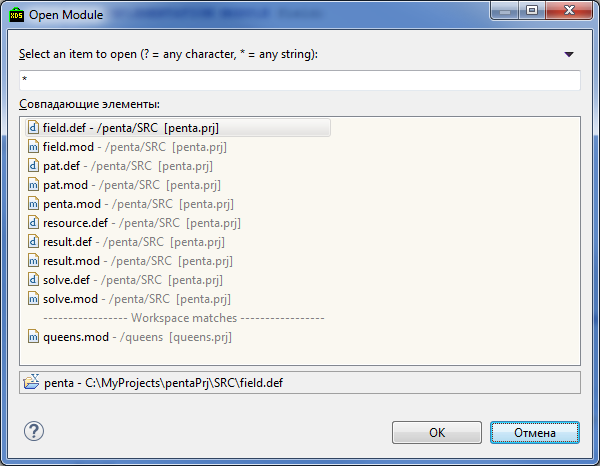 XDS Open Module
Select an item to open (? = any character, * = any string):
*
Совпадающие элементы:
field.def - /penta/SRC [penta.prj]
field.mod - /penta/SRC [penta.prj]
pat.def - /penta/SRC [penta.prj]
pat.mod - /penta/SRC [penta.prj]
penta.mod - /penta/SRC [penta.prj]
resource.def - /penta/SRC [penta.prj]
result.def - /penta/SRC [penta.prj]
result.mod - /penta/SRC [penta.prj]
solve.def - /penta/SRC [penta.prj]
solve.mod - /penta/SRC [penta.prj]
----------------- Workspace matches -----------------
queens.mod - /queens [queens.prj]
penta - C:\MyProjects\pentaPrj\SRC\field.def
? OK Отмена